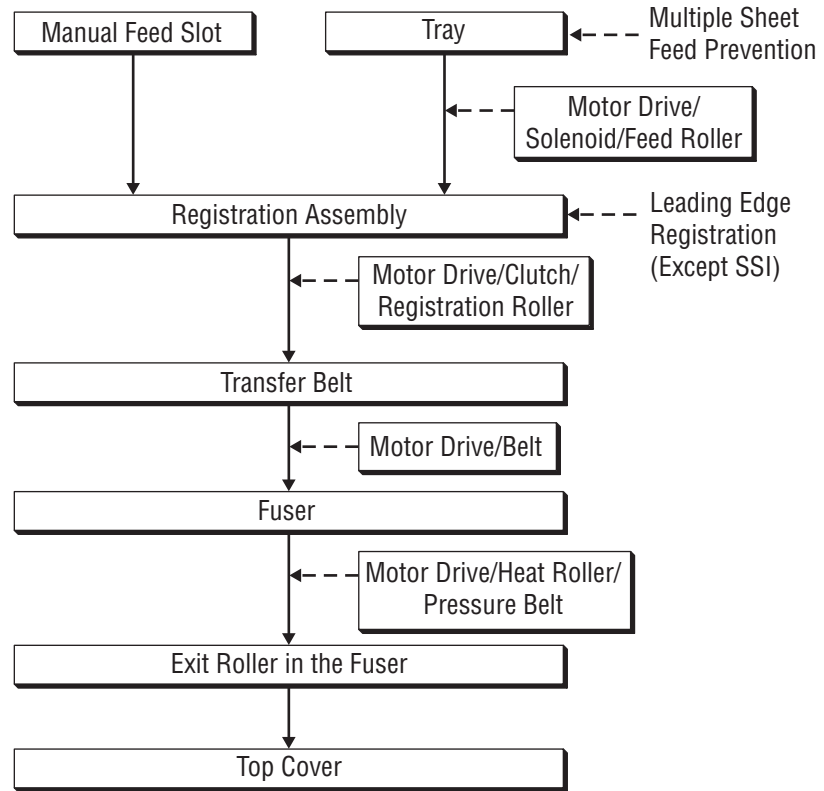 Manual Feed Slot
Tray
Multiple Sheet
Feed Prevention
Motor Drive/
Solenoid/Feed Roller
Registration Assembly
Leading Edge
Registration
(Except SSI)
Motor Drive/Clutch/
Registration Roller
Transfer Belt
Motor Drive/Belt
Fuser
Motor Drive/Heat Roller/
Pressure Belt
Exit Roller in the Fuser
Top Cover